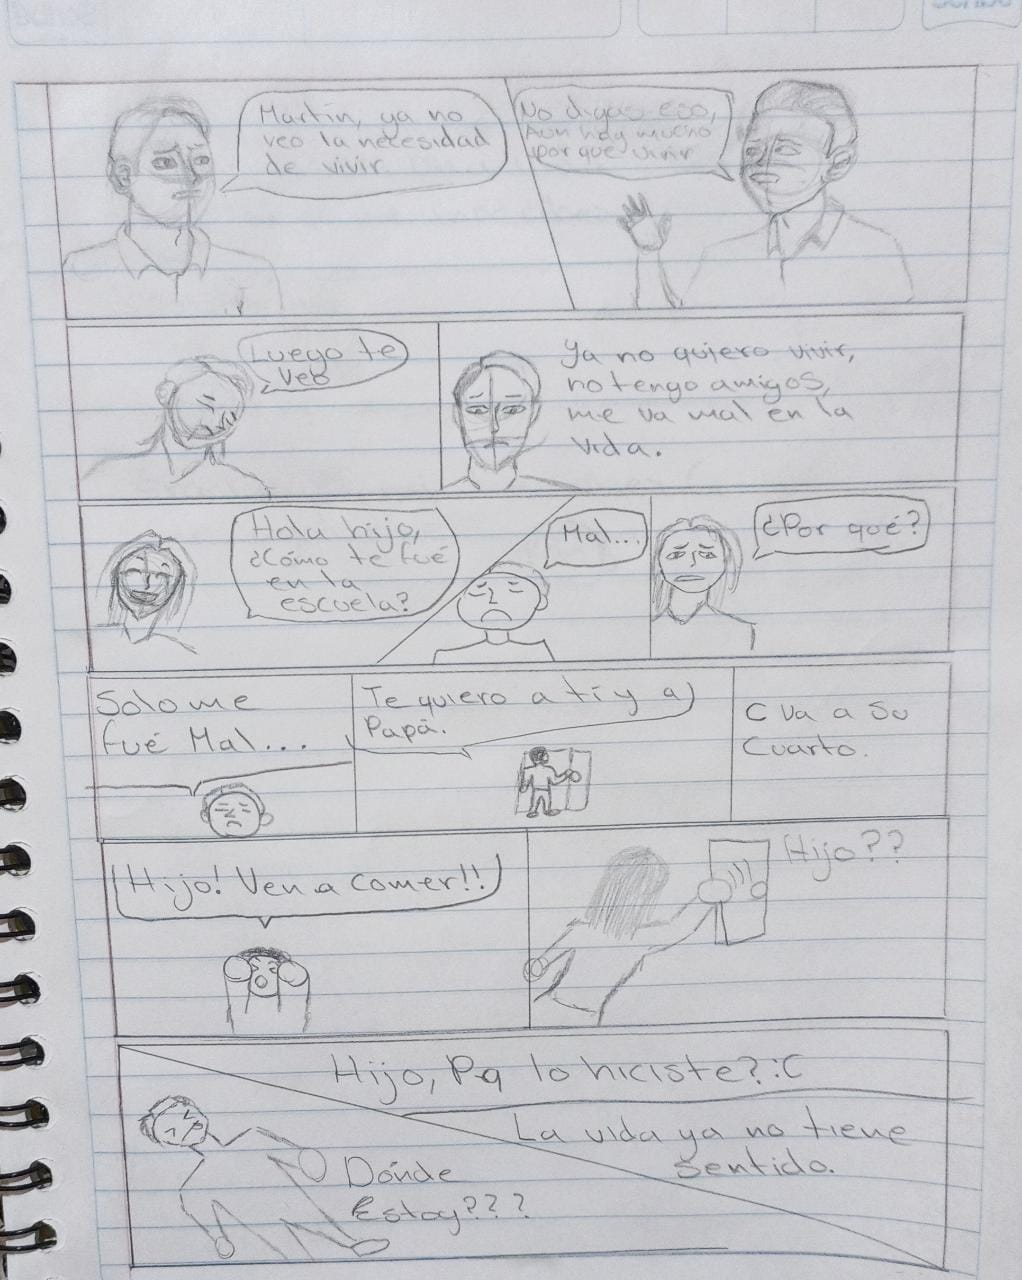 Martín, ya no
veo la necesidad
de vivir
No digas eso,
Aun hay mucho
por que vivir
Luego te
veo
Ya no quiero vivir,
no tengo amigos,
me va mal en la
vida.
Hola hijo,
¿Cómo te fué
en la
escuela?
Mal...
¿Por qué?
Solo me
fué Mal...
Te quiero a tí y a
Papá.
C va a su
Cuarto.
Hijo! Ven a comer!!
Hijo??
Hijo, Pq lo hiciste? :C
La vida ya no tiene
sentido.
Dónde
Estoy???